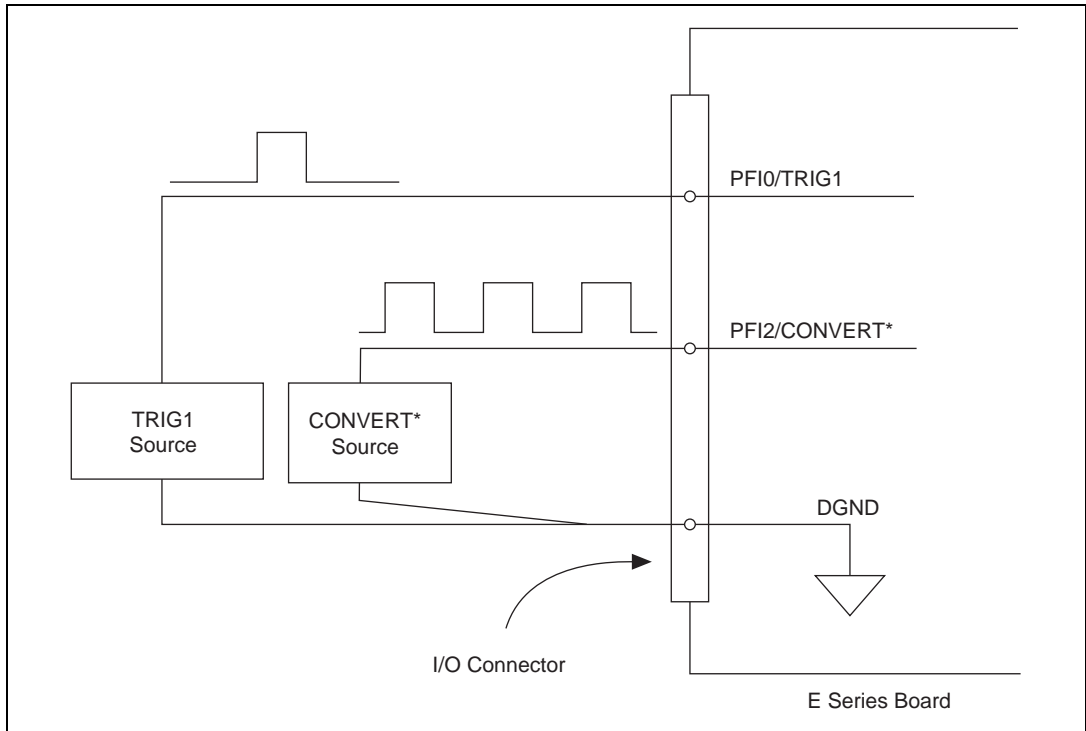 PFI0/TRIG1
PFI2/CONVERT*
TRIG1
Source
CONVERT*
Source
DGND
I/O Connector
E Series Board